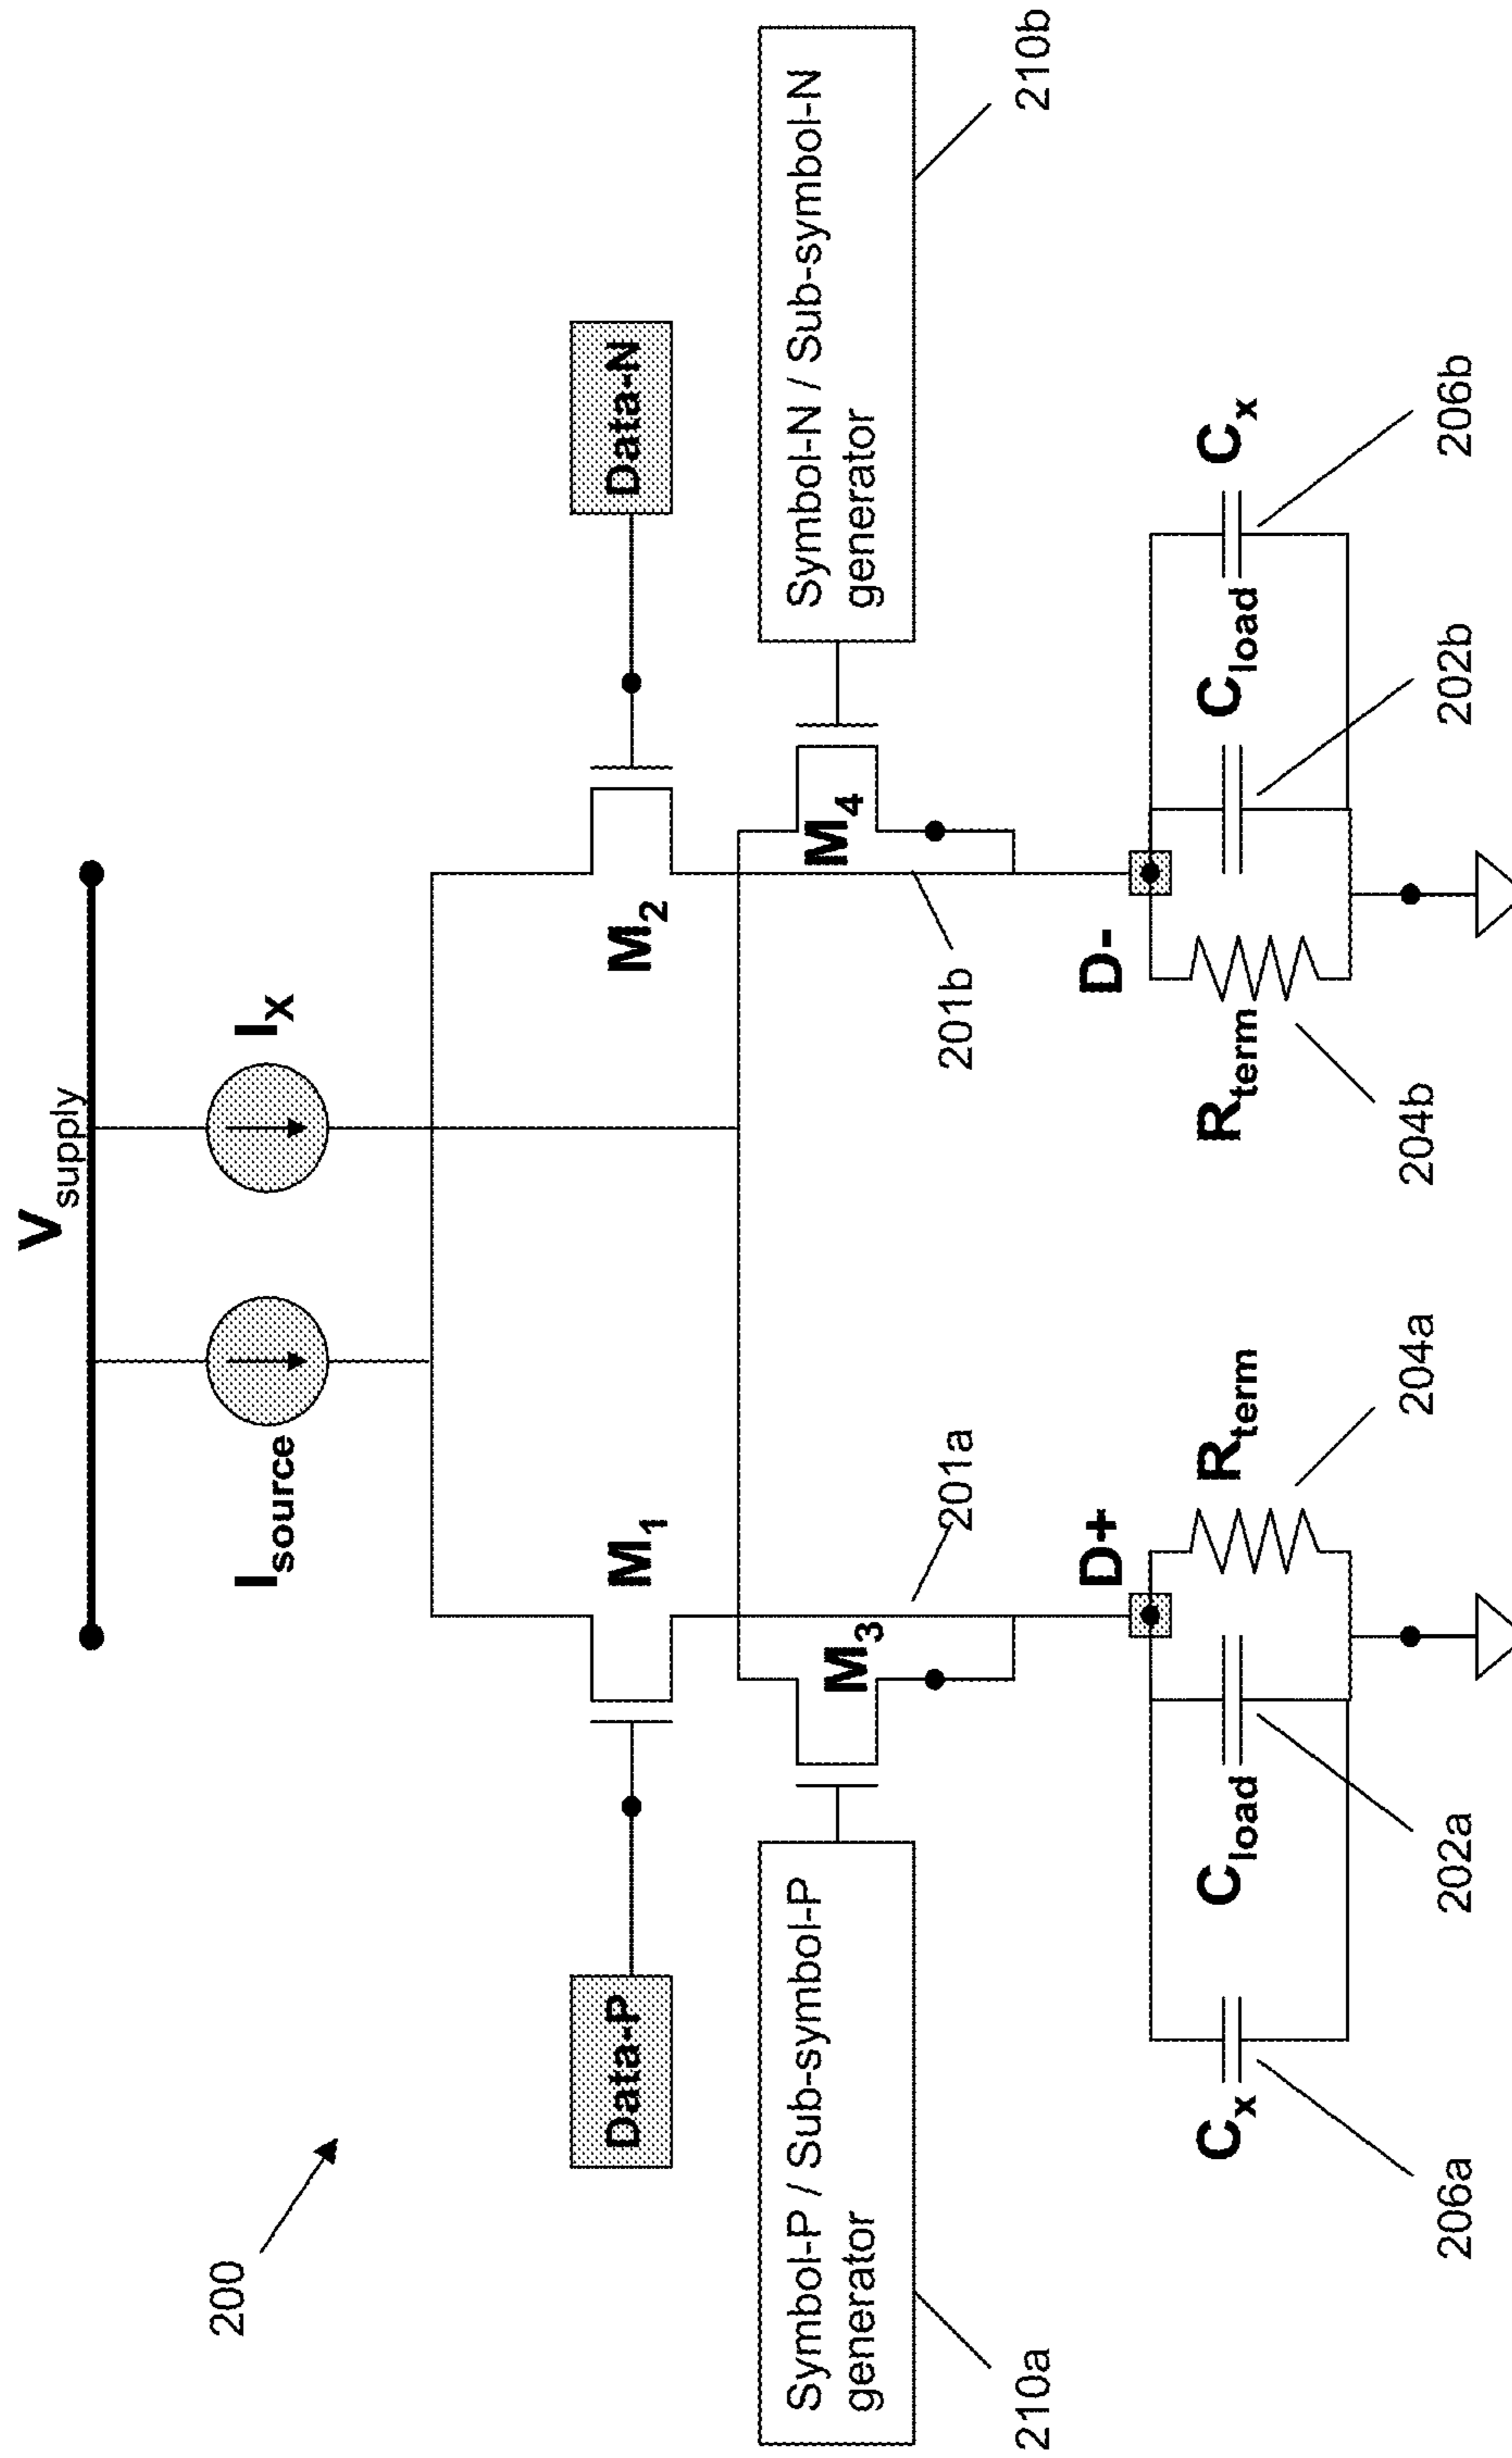 200
Vsupply
Isource
Ix
Data-P
M1
M2
Data-N
Symbol-P / Sub-symbol-P
generator
M3
M4
Symbol-N / Sub-symbol-N
generator
210a
201a
201b
210b
D+
D-
Cx
Cload
Rterm
Rterm
Cload
Cx
206a
202a
204a
204b
202b
206b